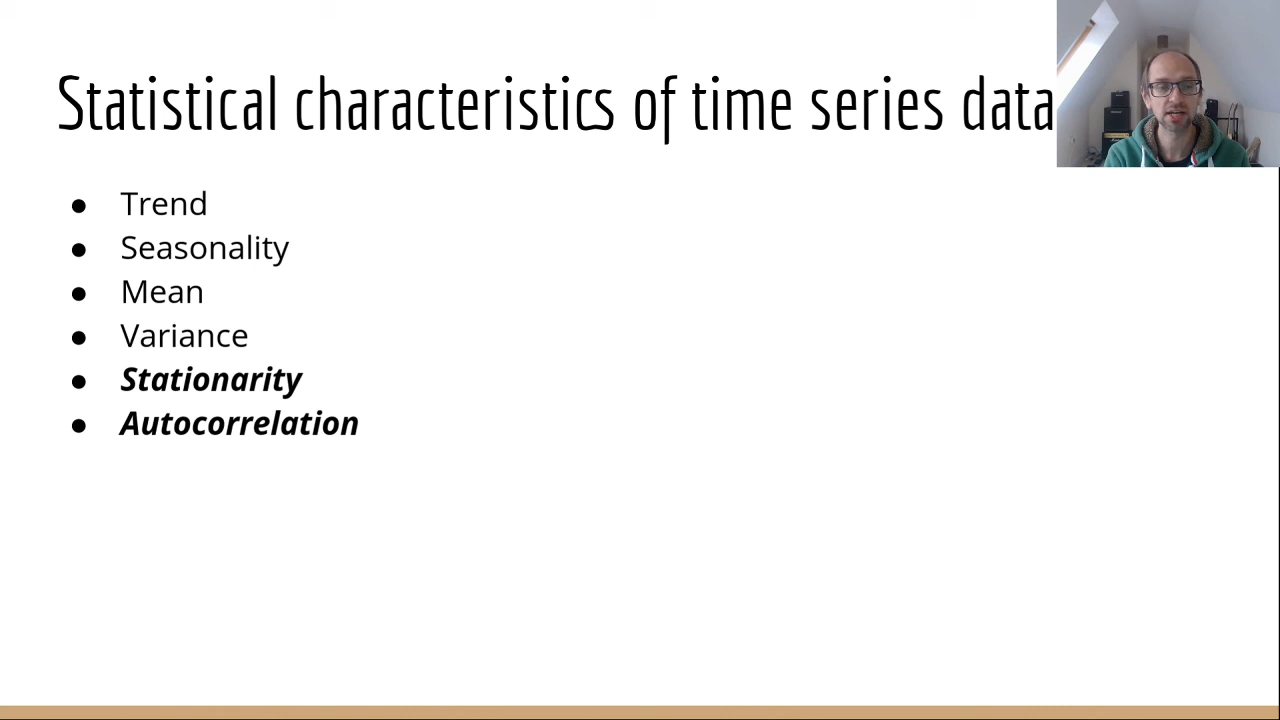 Statistical characteristics of time series data
● Trend
● Seasonality
● Mean
● Variance
● Stationarity
● Autocorrelation